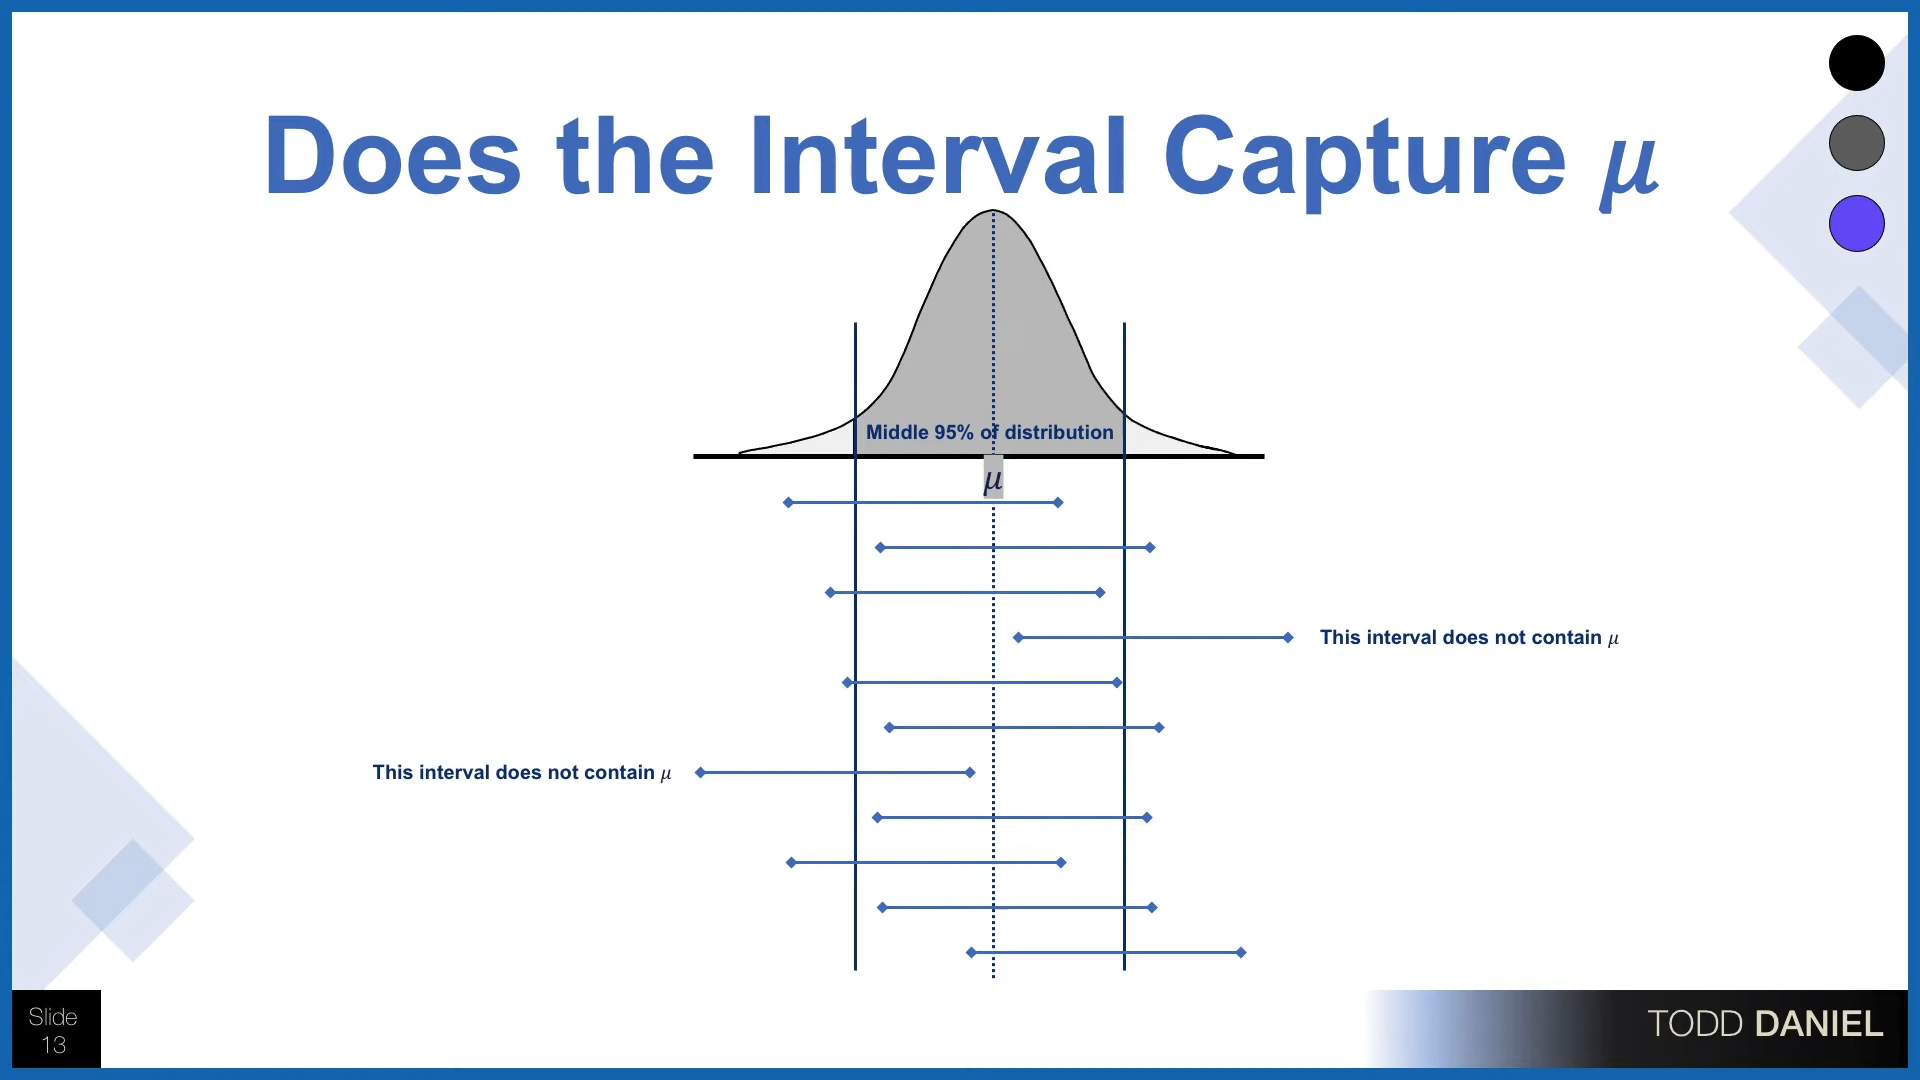 Does the Interval Capture μ
Middle 95% of distribution
μ
This interval does not contain μ
This interval does not contain μ
Slide
13
TODD DANIEL